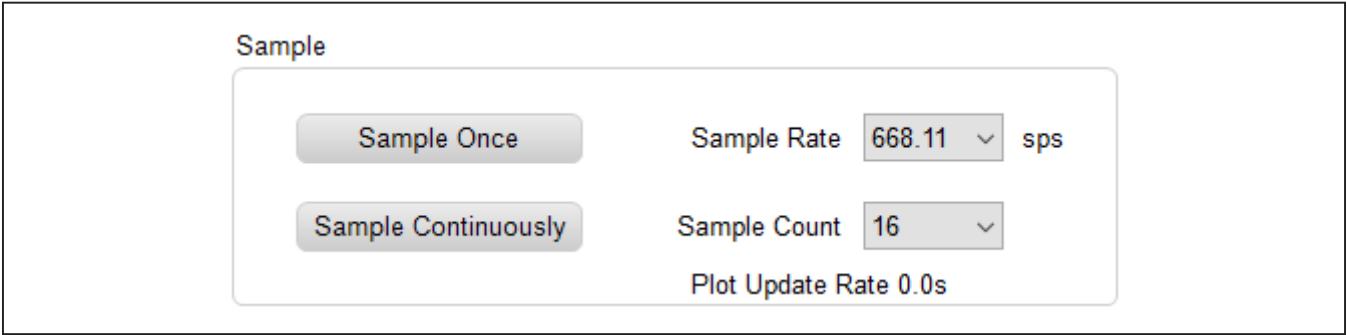 Sample
Sample Once
Sample Rate 668.11 sps
Sample Continuously
Sample Count 16
Plot Update Rate 0.0s